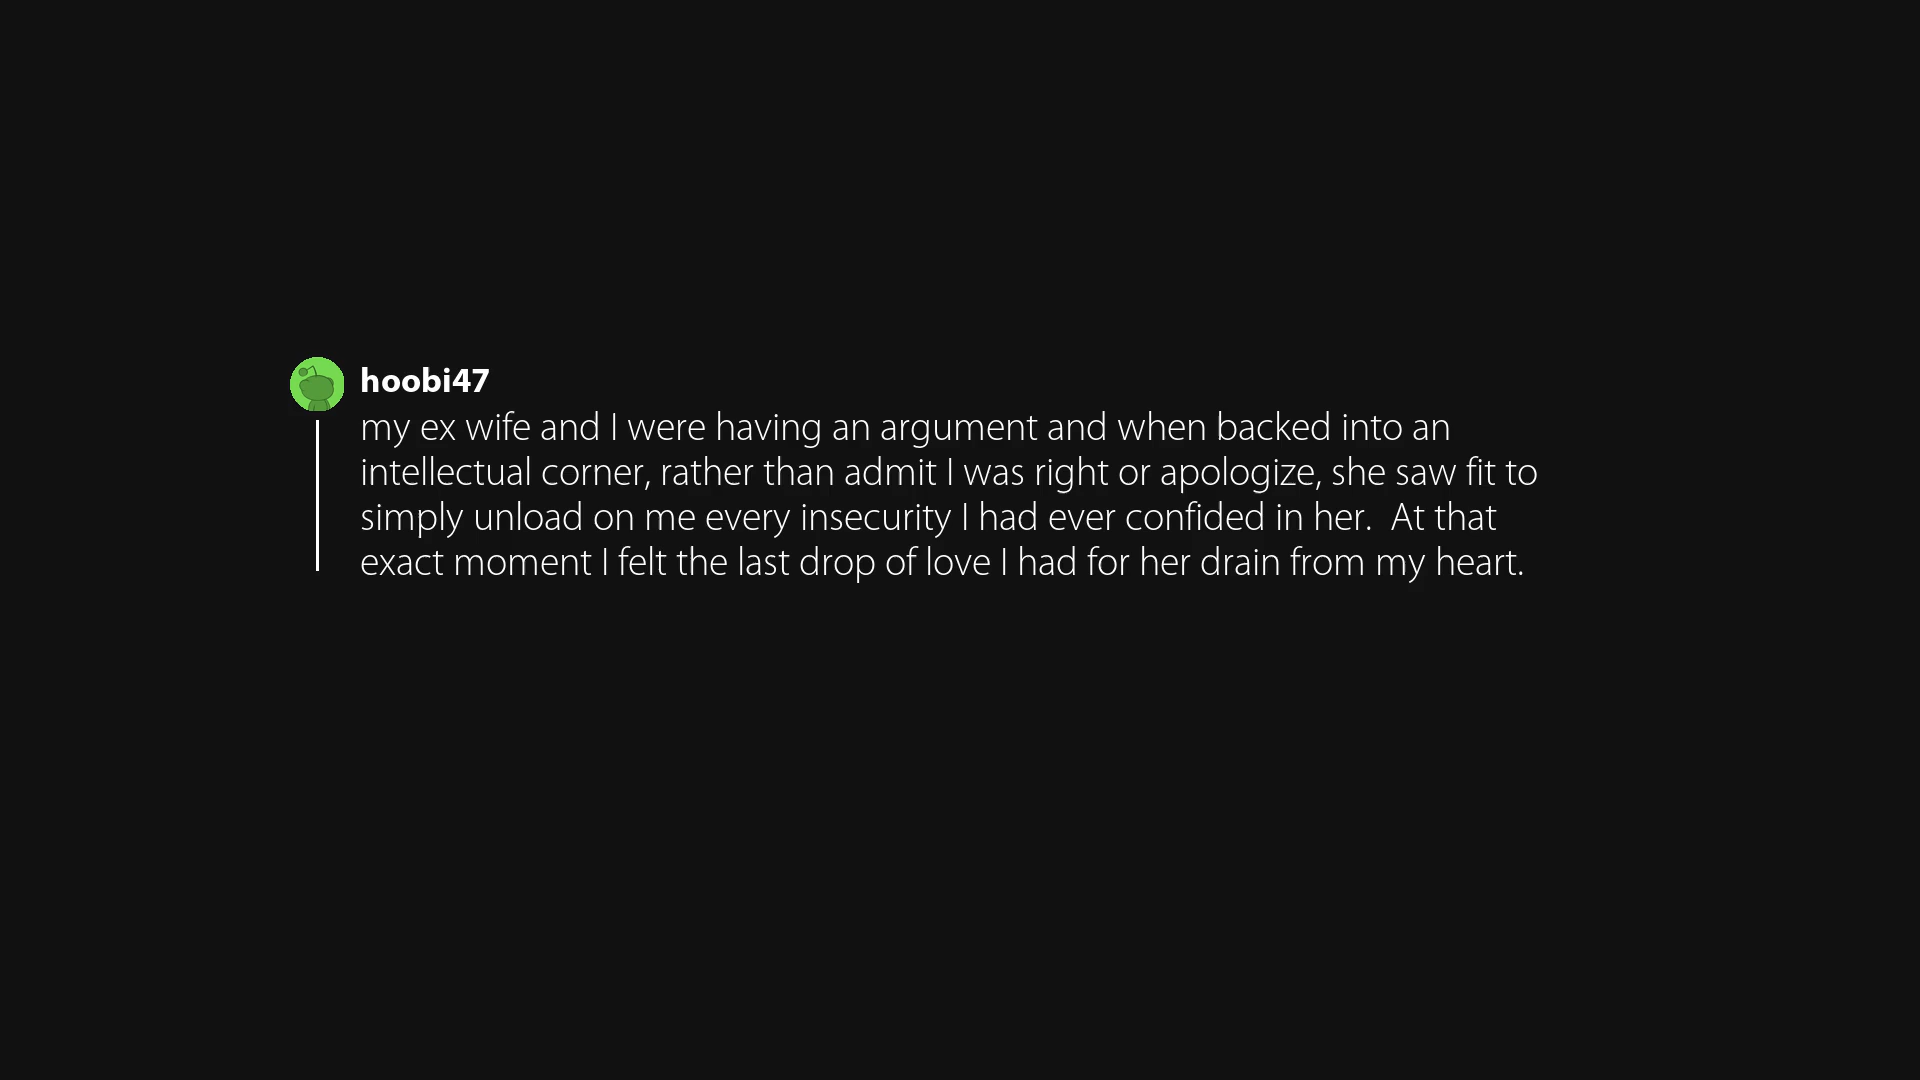 hoobi47
my ex wife and I were having an argument and when backed into an
intellectual corner, rather than admit I was right or apologize, she saw fit to
simply unload on me every insecurity I had ever confided in her.  At that
exact moment I felt the last drop of love I had for her drain from my heart.